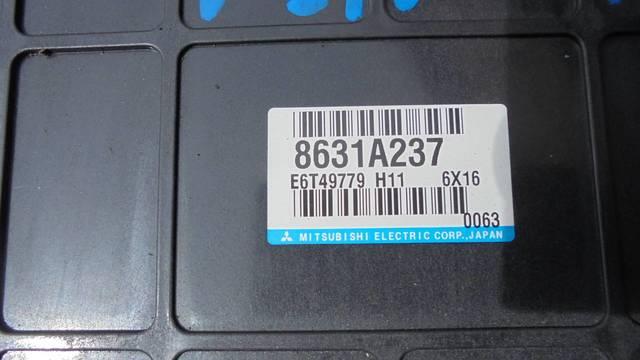 8631A237
E6T49779 H11 6X16
0063
MITSUBISHI ELECTRIC CORP., JAPAN